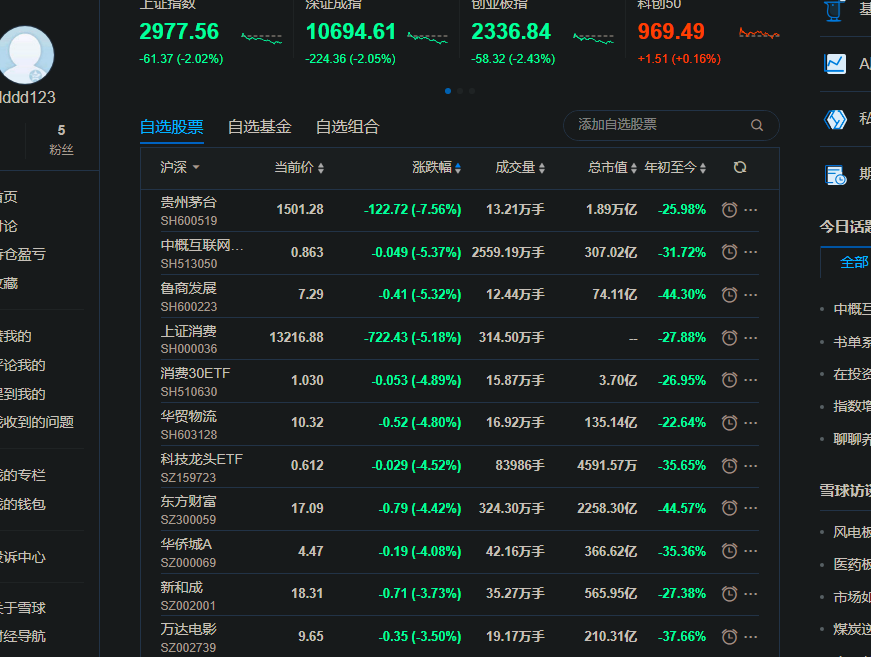 上证指数
2977.56
-61.37 (-2.02%)
深证成指
10694.61
-224.36 (-2.05%)
创业板指
2336.84
-58.32 (-2.43%)
科创50
969.49
+1.51 (+0.16%)
dddd123
5
粉丝
首页
讨论
持仓盈亏
收藏
我的
评论我的
提到我的
我收到的问题
我的专栏
我的钱包
投诉中心
关于雪球
财经导航
自选股票 自选基金 自选组合
添加自选股票
沪深 当前价 涨跌幅 成交量 总市值 年初至今
贵州茅台 1501.28 -122.72 (-7.56%) 13.21万手 1.89万亿 -25.98%
SH600519
中概互联网... 0.863 -0.049 (-5.37%) 2559.19万手 307.02亿 -31.72%
SH513050
鲁商发展 7.29 -0.41 (-5.32%) 12.44万手 74.11亿 -44.30%
SH600223
上证消费 13216.88 -722.43 (-5.18%) 314.50万手 -- -27.88%
SH000036
消费30ETF 1.030 -0.053 (-4.89%) 15.87万手 3.70亿 -26.95%
SH510630
华贸物流 10.32 -0.52 (-4.80%) 16.92万手 135.14亿 -22.64%
SH603128
科技龙头ETF 0.612 -0.029 (-4.52%) 83986手 4591.57万 -35.65%
SZ159723
东方财富 17.09 -0.79 (-4.42%) 324.30万手 2258.30亿 -44.57%
SZ300059
华侨城A 4.47 -0.19 (-4.08%) 42.16万手 366.62亿 -35.36%
SZ000069
新和成 18.31 -0.71 (-3.73%) 35.27万手 565.95亿 -27.38%
SZ002001
万达电影 9.65 -0.35 (-3.50%) 19.17万手 210.31亿 -37.66%
SZ002739
基
A
私
期
今日话题
全部
中概互
书单系
在投资
指数增
聊聊养
雪球访谈
风电板
医药板
市场如
煤炭逆